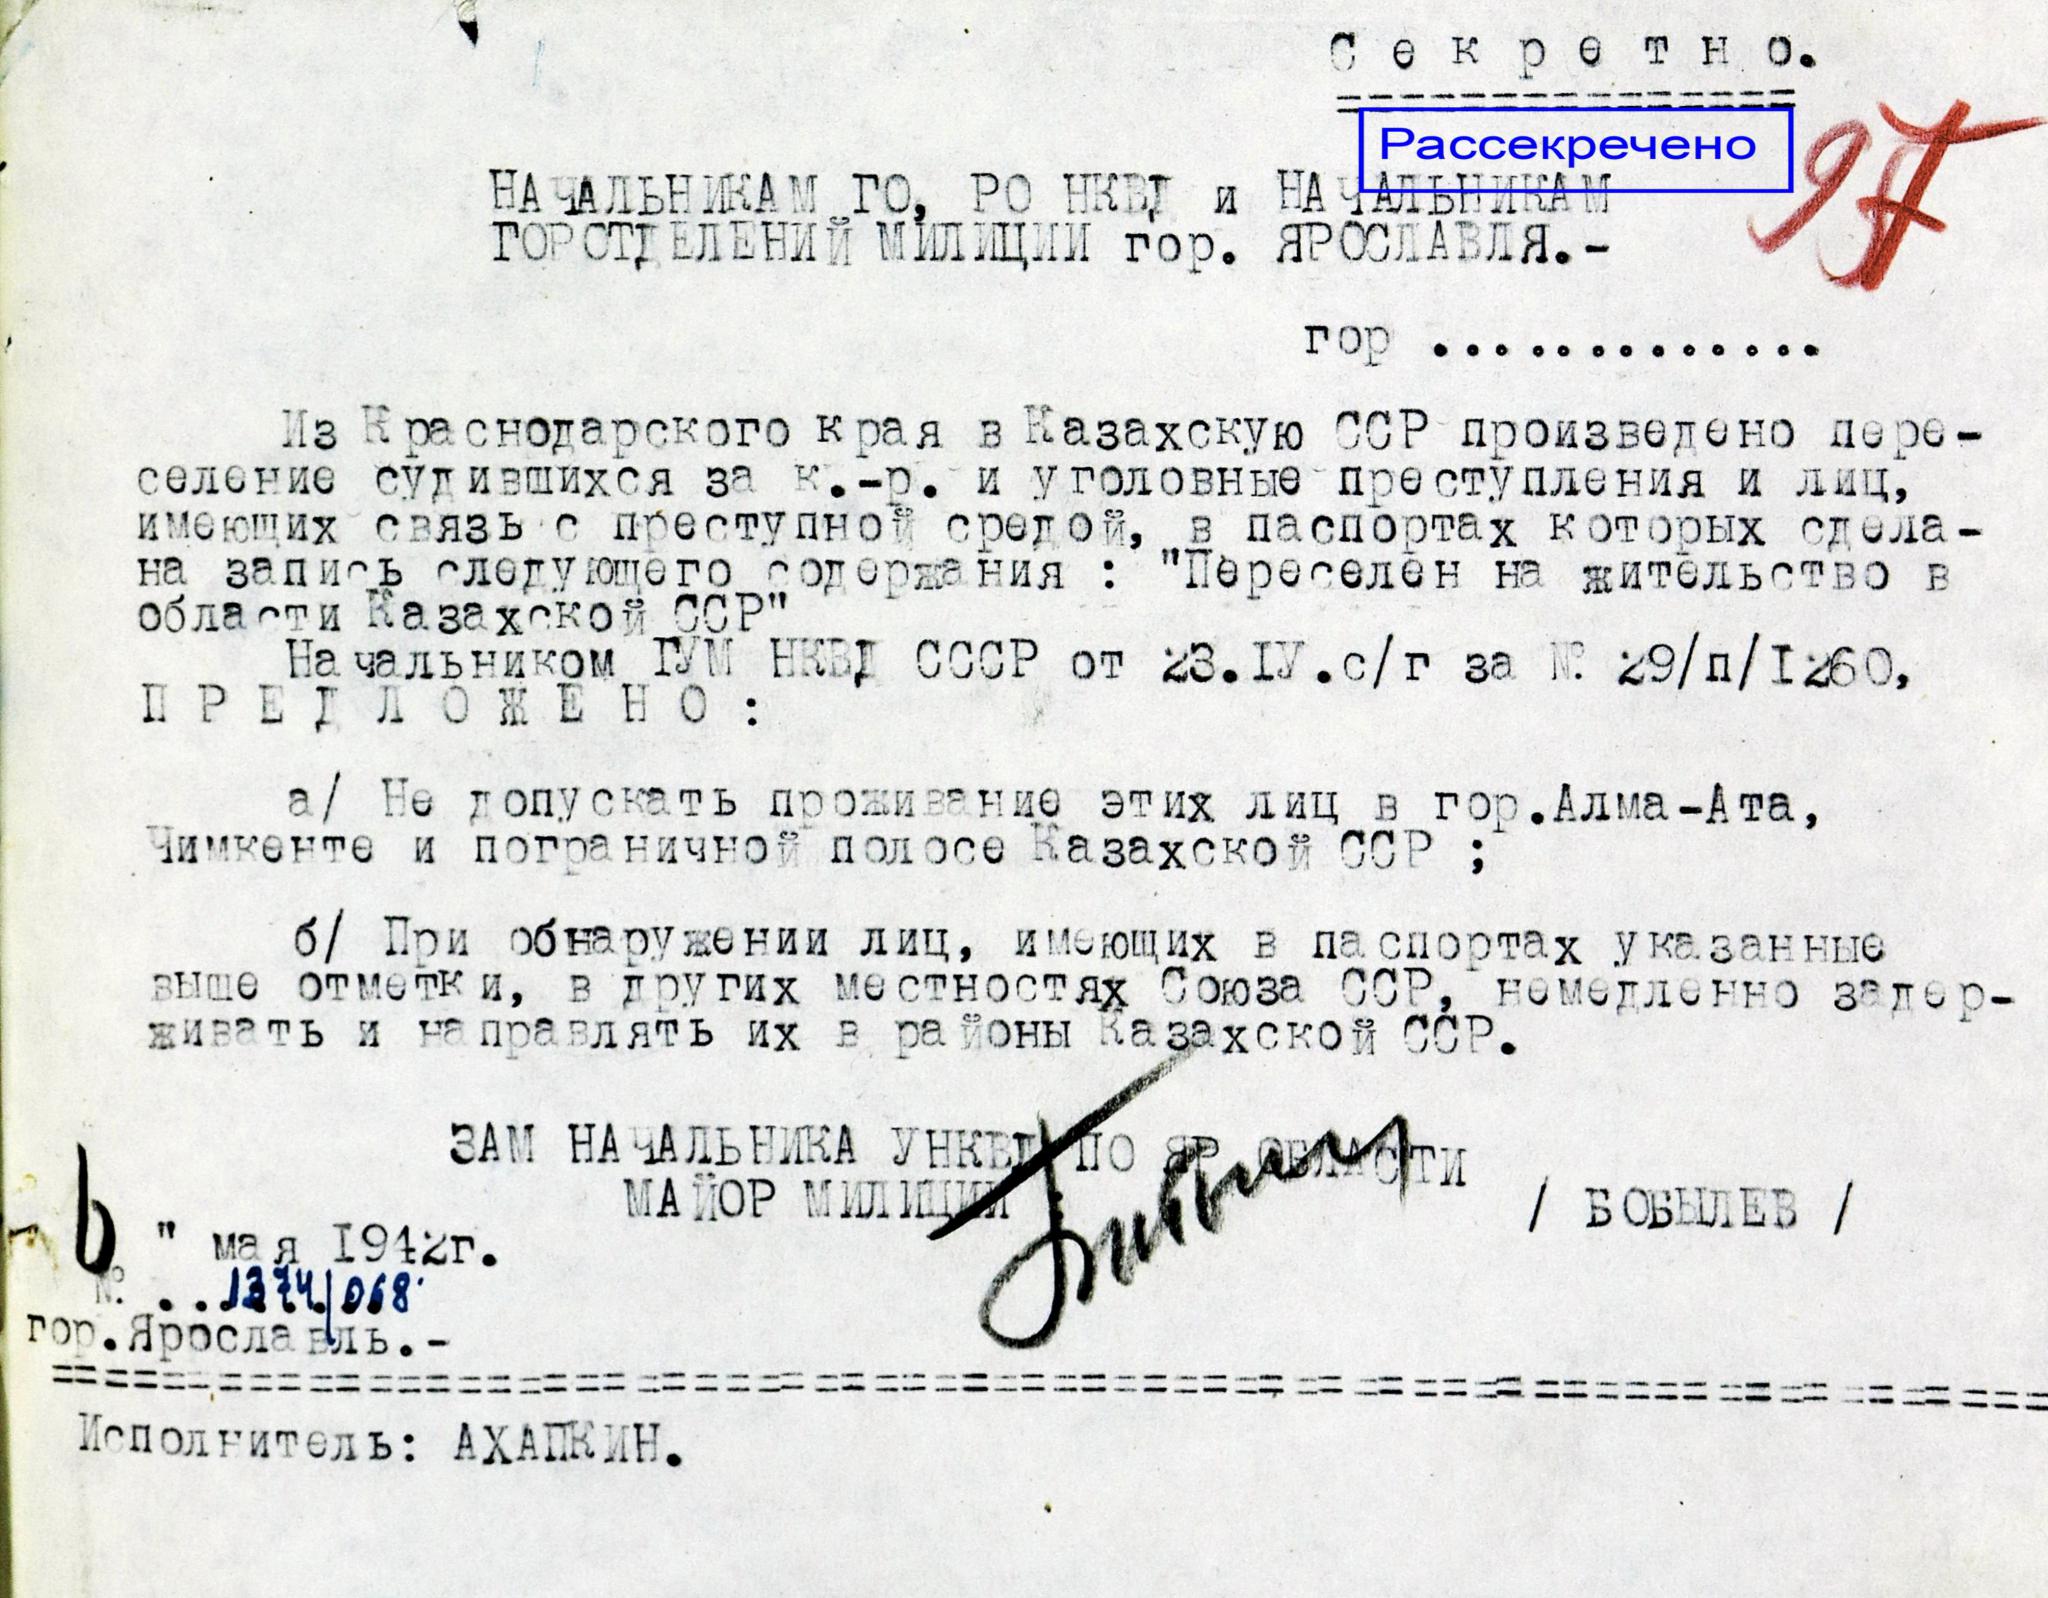 С е к р е т н о.
Рассекречено
97
НАЧАЛЬНИКАМ ГО, РО НКВД и НАЧАЛЬНИКАМ
ГОРОТДЕЛЕНИЙ МИЛИЦИИ гор. ЯРОСЛАВЛЯ.-
гор .............
Из Краснодарского края в Казахскую ССР произведено пере-
селение судившихся за к.-р. и уголовные преступления и лиц,
имеющих связь с преступной средой, в паспортах которых сдела-
на запись следующего содержания : "Переселен на жительство в
области Казахской ССР"
Начальником ГУМ НКВД СССР от 23.IУ.с/г за № 29/п/1260,
П Р Е Д Л О Ж Е Н О :
а/ Не допускать проживание этих лиц в гор.Алма-Ата,
Чимкенте и пограничной полосе Казахской ССР ;
б/ При обнаружении лиц, имеющих в паспортах указанные
выше отметки, в других местностях Союза ССР, немедленно задер-
живать и направлять их в районы Казахской ССР.
ЗАМ НАЧАЛЬНИКА УНКВД ПО ЯР ОБЛАСТИ
МАЙОР МИЛИЦИИ :
/ БОБЫЛЕВ /
6 " мая 1942г.
№ 1374/068
гор.Ярославль.-
Исполнитель: АХАПКИН.